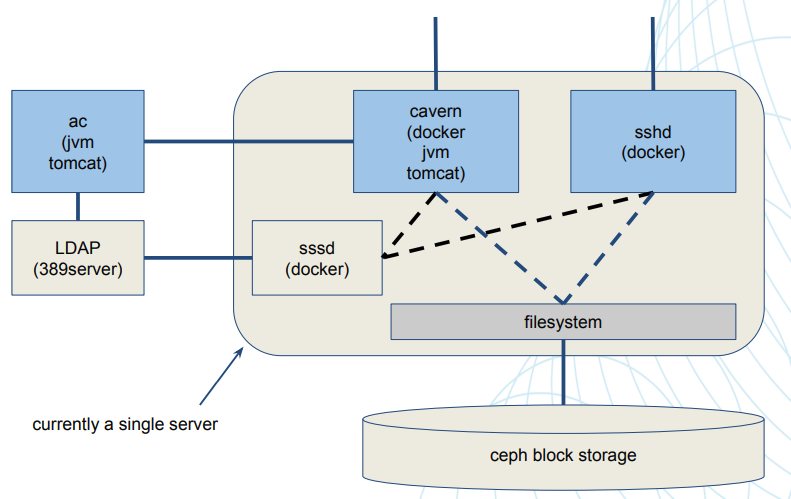 ac
(jvm
tomcat)
cavern
(docker
jvm
tomcat)
sshd
(docker)
LDAP
(389server)
sssd
(docker)
filesystem
currently a single server
ceph block storage